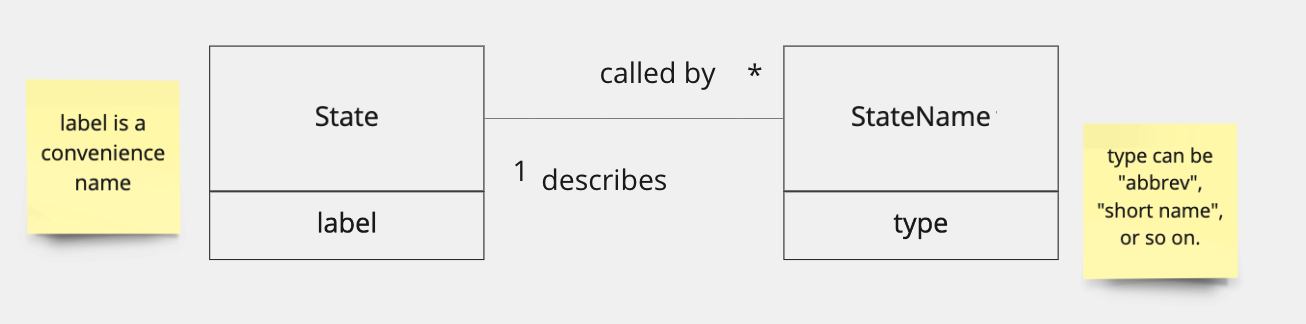 label is a
convenience
name
State
label
called by *
1 describes
StateName
type
type can be
"abbrev",
"short name",
or so on.